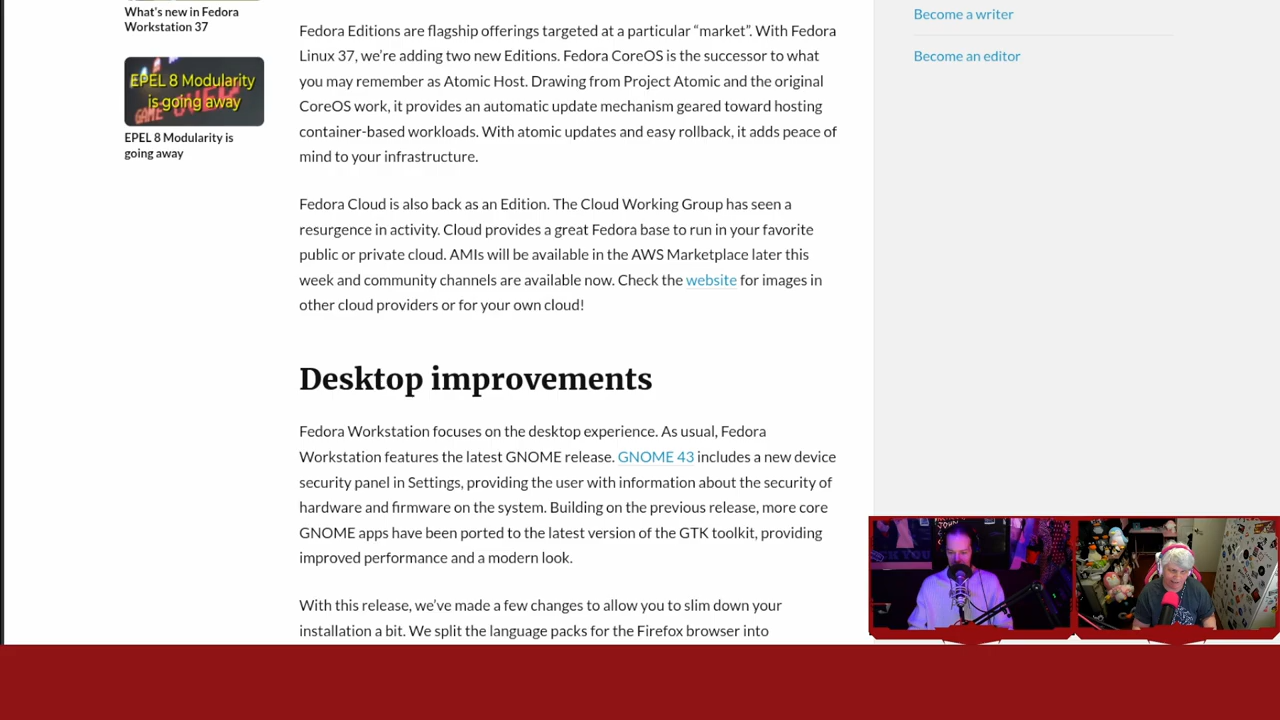 What's new in Fedora
Workstation 37
EPEL 8 Modularity
is going away
GAME OVER
EPEL 8 Modularity is
going away
Fedora Editions are flagship offerings targeted at a particular “market”. With Fedora
Linux 37, we’re adding two new Editions. Fedora CoreOS is the successor to what
you may remember as Atomic Host. Drawing from Project Atomic and the original
CoreOS work, it provides an automatic update mechanism geared toward hosting
container-based workloads. With atomic updates and easy rollback, it adds peace of
mind to your infrastructure.
Fedora Cloud is also back as an Edition. The Cloud Working Group has seen a
resurgence in activity. Cloud provides a great Fedora base to run in your favorite
public or private cloud. AMIs will be available in the AWS Marketplace later this
week and community channels are available now. Check the website for images in
other cloud providers or for your own cloud!
Desktop improvements
Fedora Workstation focuses on the desktop experience. As usual, Fedora
Workstation features the latest GNOME release. GNOME 43 includes a new device
security panel in Settings, providing the user with information about the security of
hardware and firmware on the system. Building on the previous release, more core
GNOME apps have been ported to the latest version of the GTK toolkit, providing
improved performance and a modern look.
With this release, we’ve made a few changes to allow you to slim down your
installation a bit. We split the language packs for the Firefox browser into
Become a writer
Become an editor